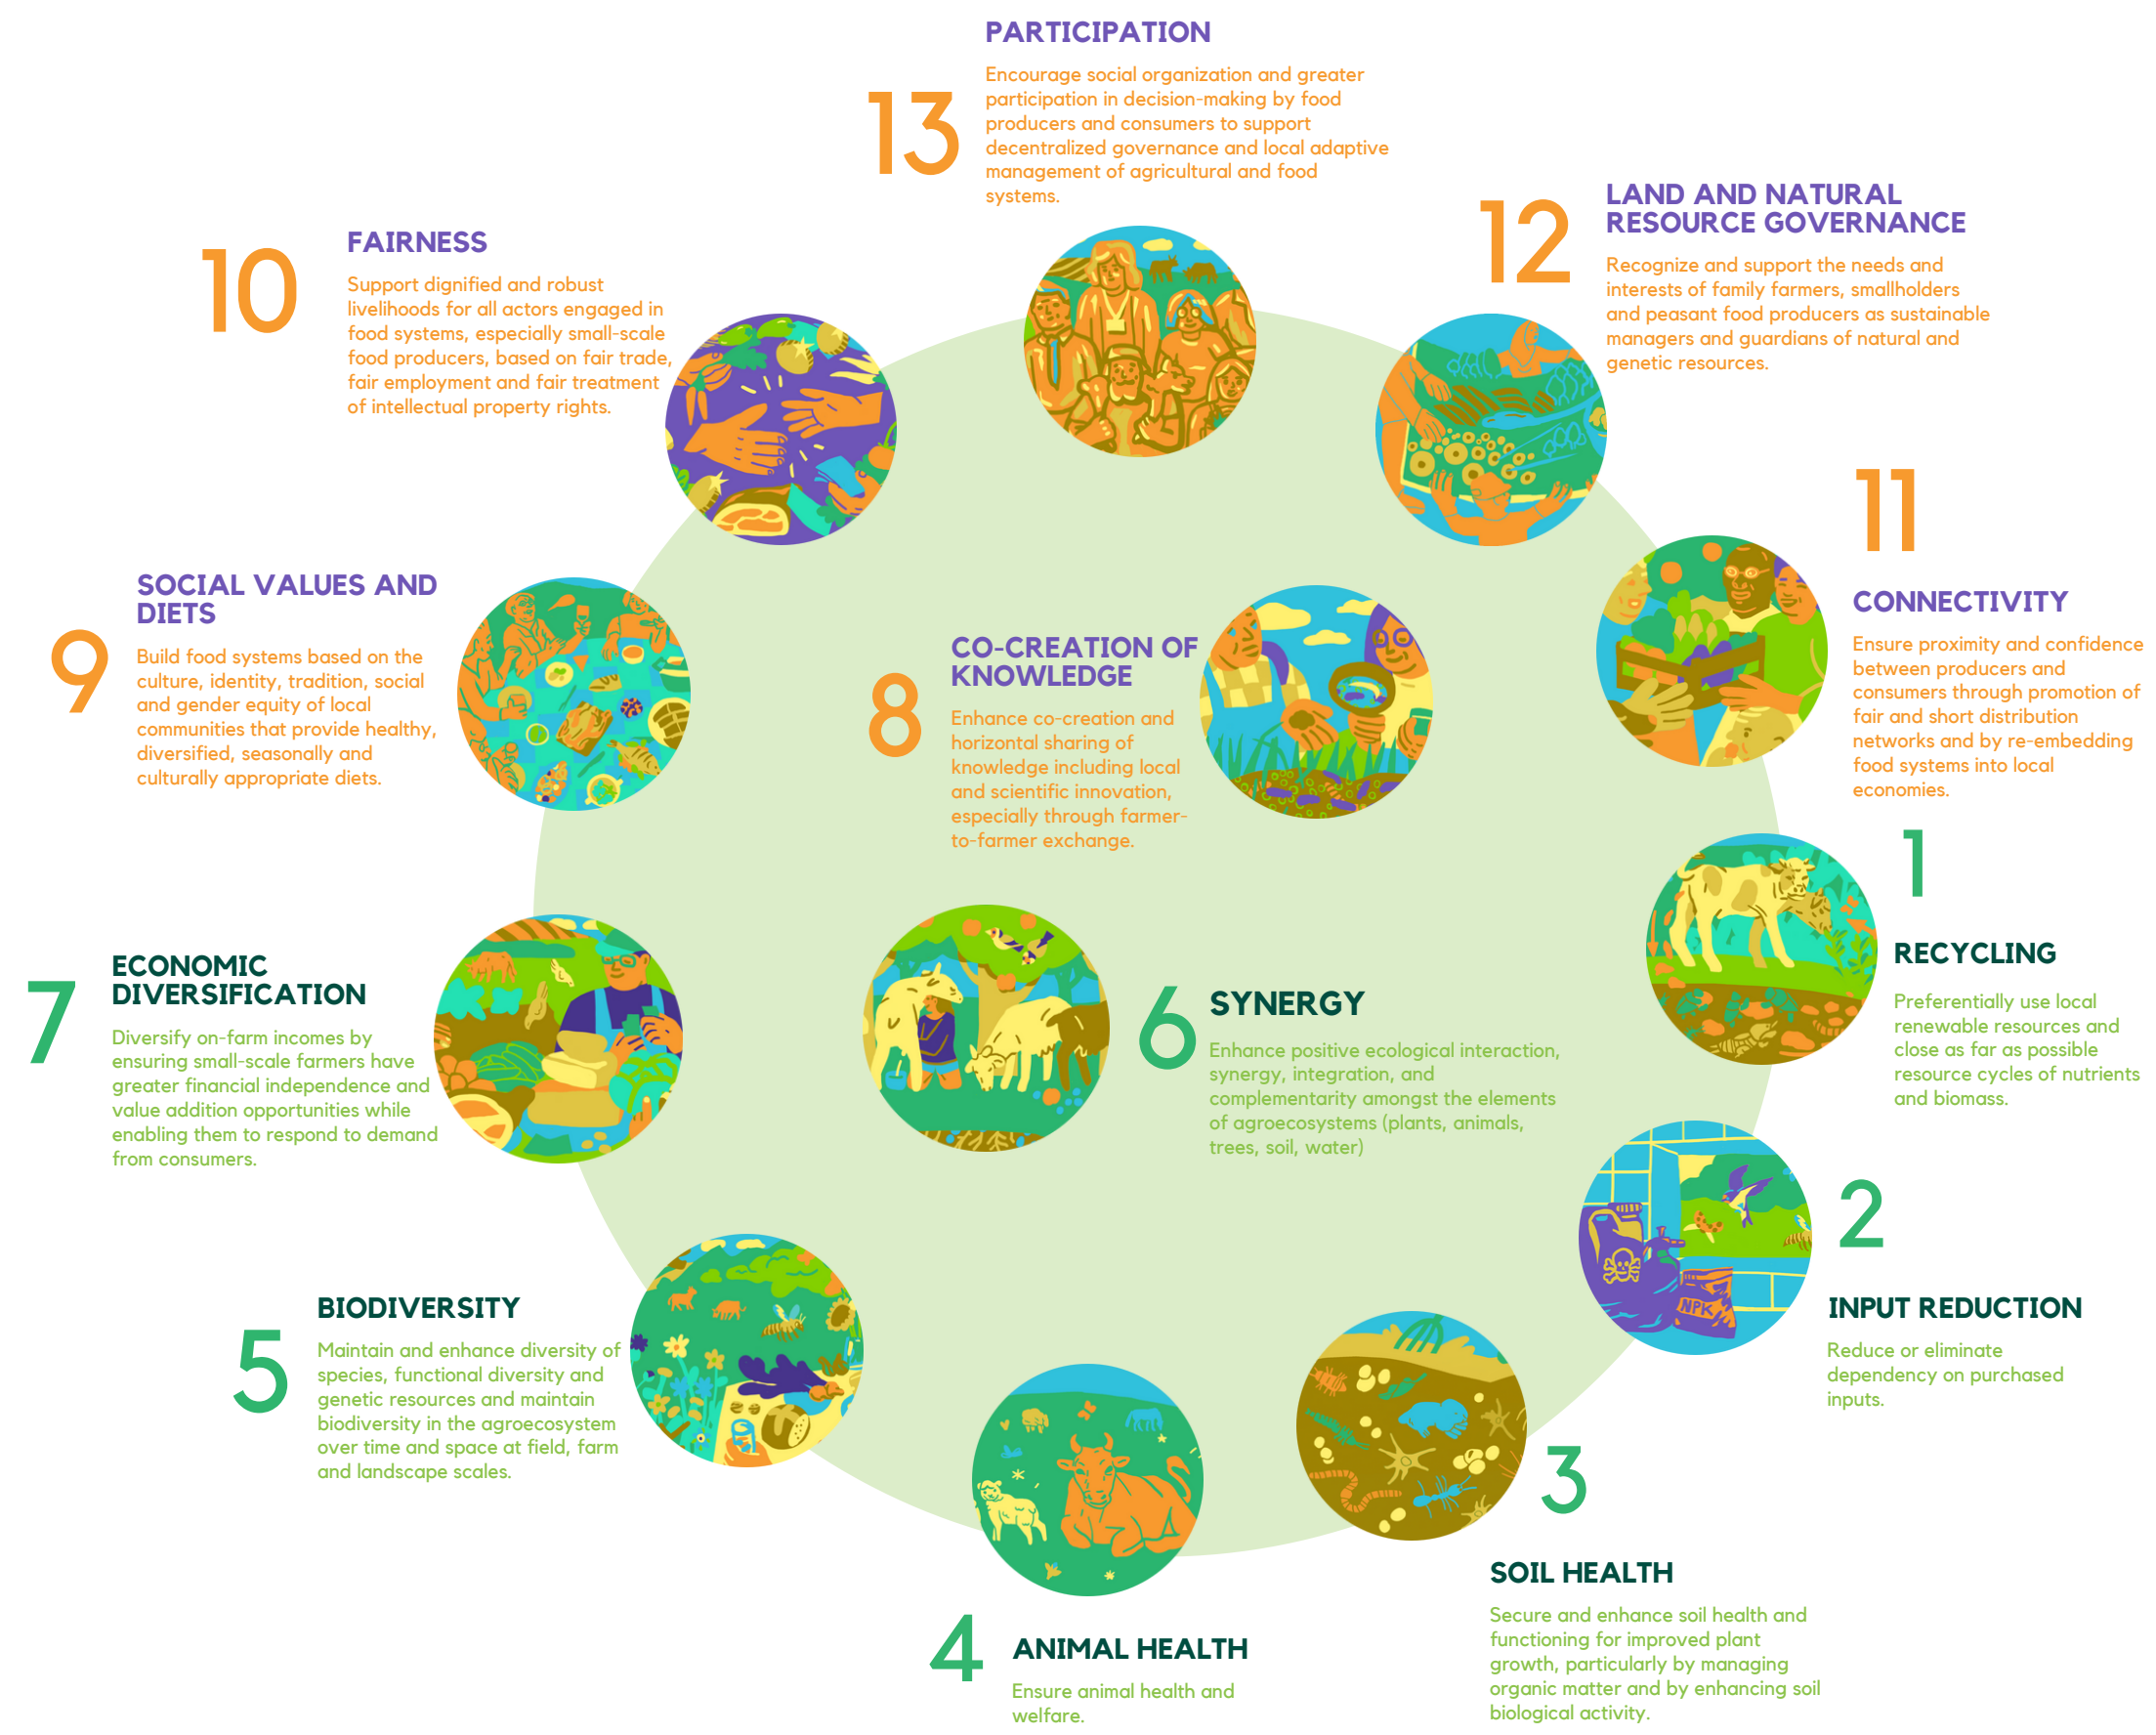 13
PARTICIPATION
Encourage social organization and greater
participation in decision-making by food
producers and consumers to support
decentralized governance and local adaptive
management of agricultural and food
systems.
12
LAND AND NATURAL
RESOURCE GOVERNANCE
Recognize and support the needs and
interests of family farmers, smallholders
and peasant food producers as sustainable
managers and guardians of natural and
genetic resources.
10
FAIRNESS
Support dignified and robust
livelihoods for all actors engaged in
food systems, especially small-scale
food producers, based on fair trade,
fair employment and fair treatment
of intellectual property rights.
11
CONNECTIVITY
Ensure proximity and confidence
between producers and
consumers through promotion of
fair and short distribution
networks and by re-embedding
food systems into local
economies.
9
SOCIAL VALUES AND
DIETS
Build food systems based on the
culture, identity, tradition, social
and gender equity of local
communities that provide healthy,
diversified, seasonally and
culturally appropriate diets.
8
CO-CREATION OF
KNOWLEDGE
Enhance co-creation and
horizontal sharing of
knowledge including local
and scientific innovation,
especially through farmer-
to-farmer exchange.
1
RECYCLING
Preferentially use local
renewable resources and
close as far as possible
resource cycles of nutrients
and biomass.
7
ECONOMIC
DIVERSIFICATION
Diversify on-farm incomes by
ensuring small-scale farmers have
greater financial independence and
value addition opportunities while
enabling them to respond to demand
from consumers.
6
SYNERGY
Enhance positive ecological interaction,
synergy, integration, and
complementarity amongst the elements
of agroecosystems (plants, animals,
trees, soil, water)
2
INPUT REDUCTION
Reduce or eliminate
dependency on purchased
inputs.
NPK
5
BIODIVERSITY
Maintain and enhance diversity of
species, functional diversity and
genetic resources and maintain
biodiversity in the agroecosystem
over time and space at field, farm
and landscape scales.
3
SOIL HEALTH
Secure and enhance soil health and
functioning for improved plant
growth, particularly by managing
organic matter and by enhancing soil
biological activity.
4
ANIMAL HEALTH
Ensure animal health and
welfare.